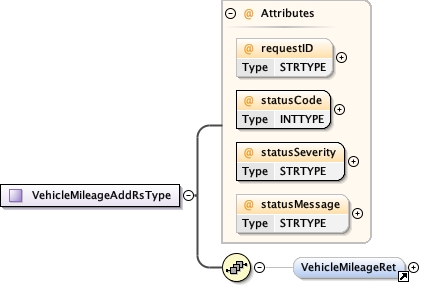 @ Attributes
@ requestID
Type STRTYPE
@ statusCode
Type INTTYPE
@ statusSeverity
Type STRTYPE
VehicleMileageAddRsType
@ statusMessage
Type STRTYPE
VehicleMileageRet